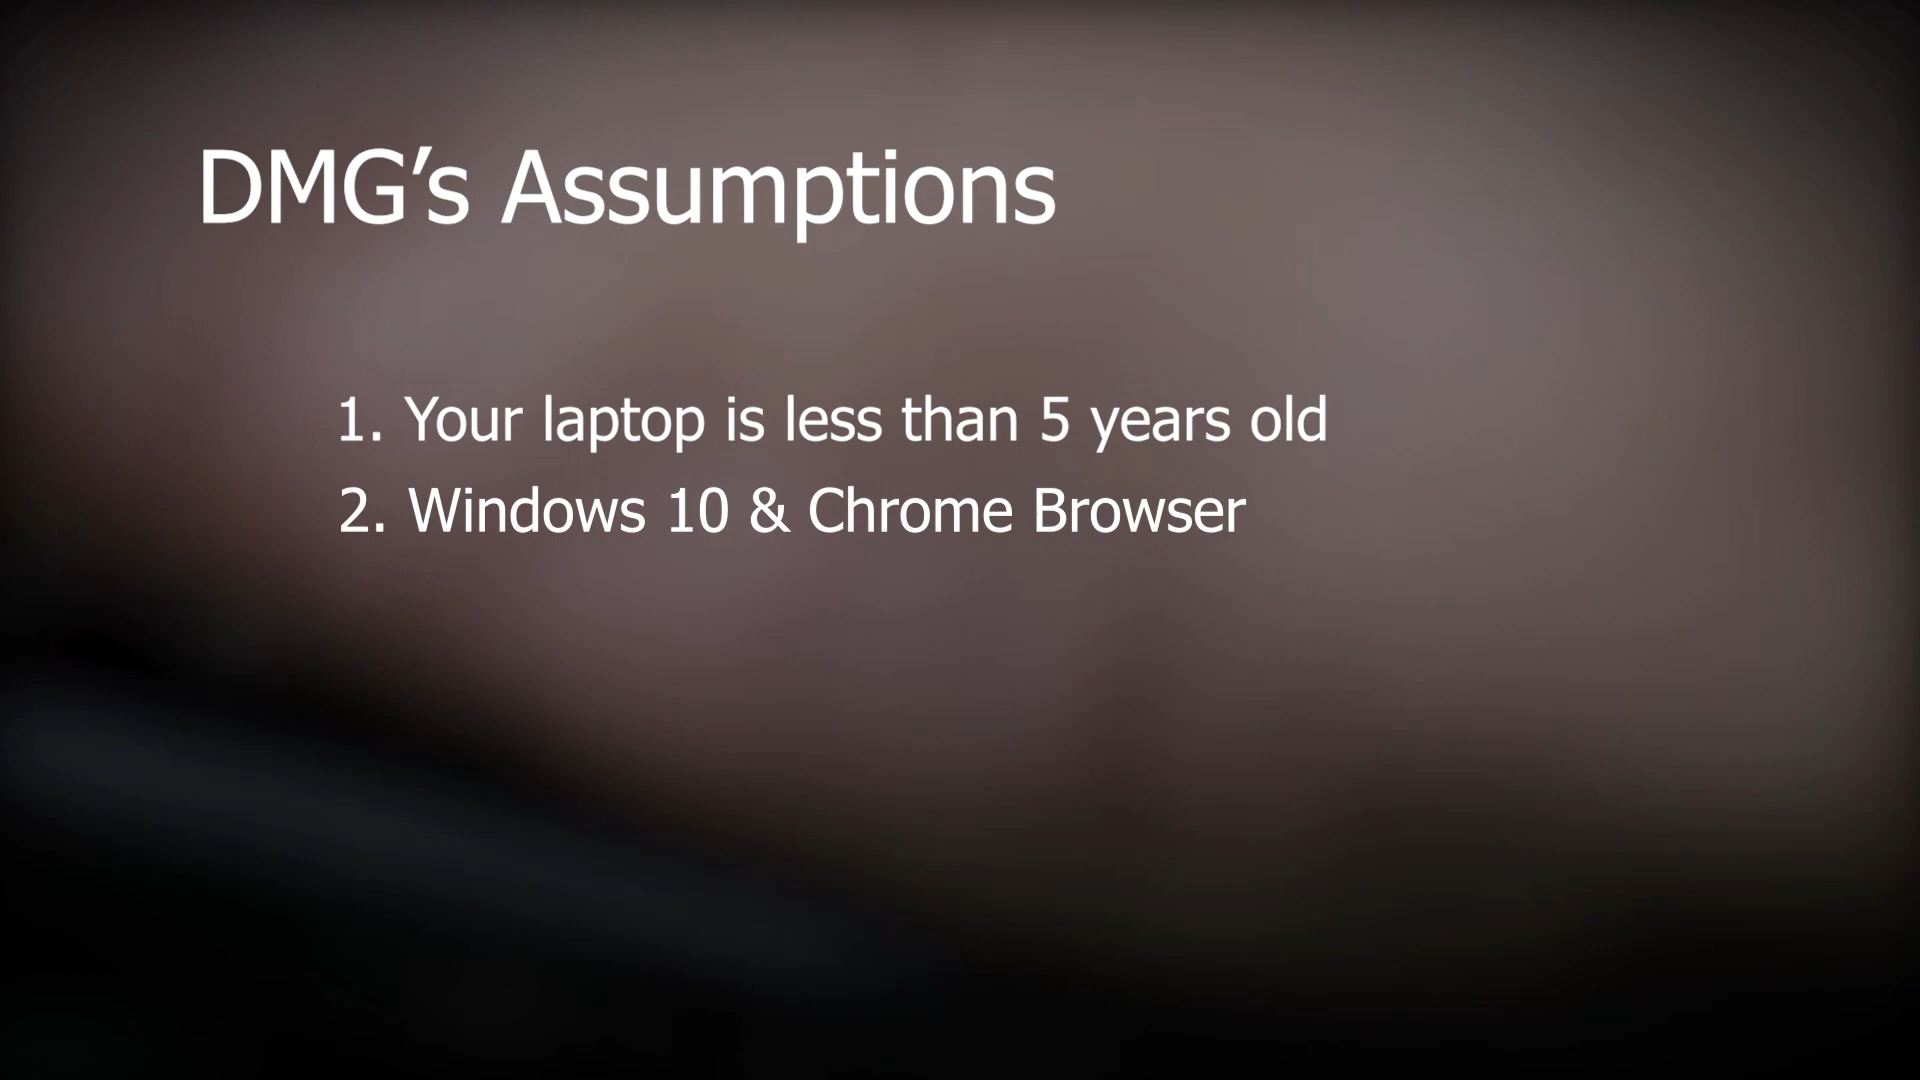 DMG’s Assumptions
1. Your laptop is less than 5 years old
2. Windows 10 & Chrome Browser